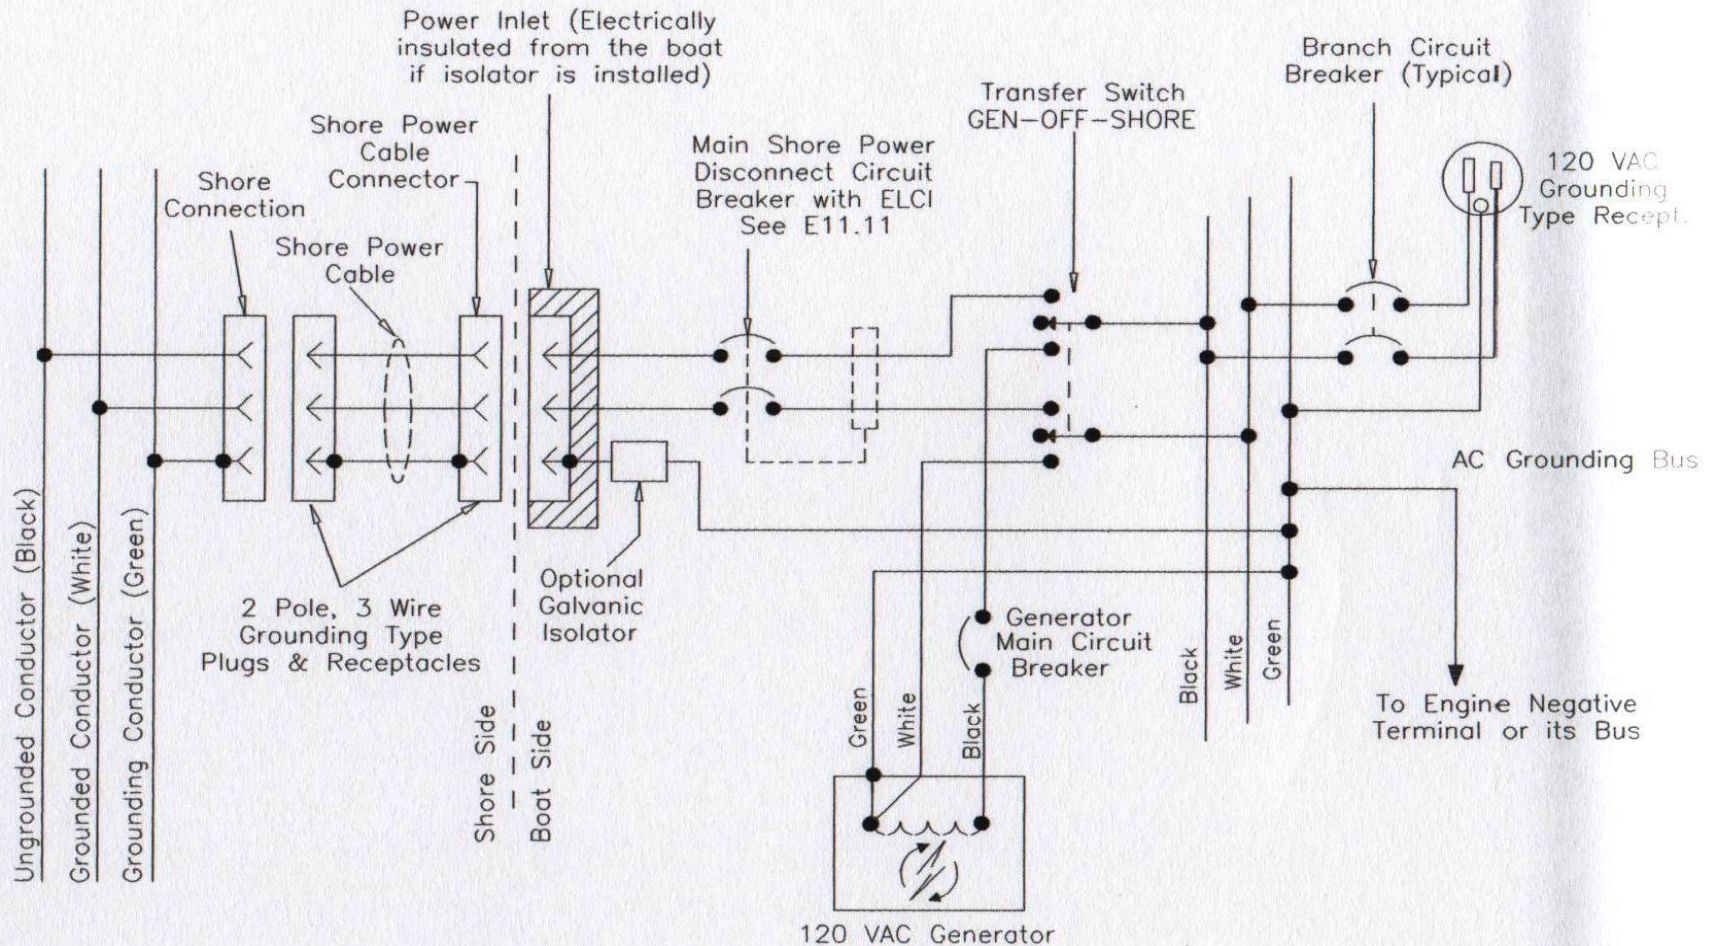 Power Inlet (Electrically
insulated from the boat
if isolator is installed)
Branch Circuit
Breaker (Typical)
Transfer Switch
GEN-OFF-SHORE
Shore Power
Cable
Connector
Main Shore Power
Disconnect Circuit
Breaker with ELCI
See E11.11
Shore
Connection
120 VAC
Grounding
Type Recept.
Shore Power
Cable
AC Grounding Bus
Ungrounded Conductor (Black)
Grounded Conductor (White)
Grounding Conductor (Green)
2 Pole, 3 Wire
Grounding Type
Plugs & Receptacles
Shore Side
Boat Side
Optional
Galvanic
Isolator
Generator
Main Circuit
Breaker
Green
White
Black
Black
White
Green
To Engine Negative
Terminal or its Bus
120 VAC Generator